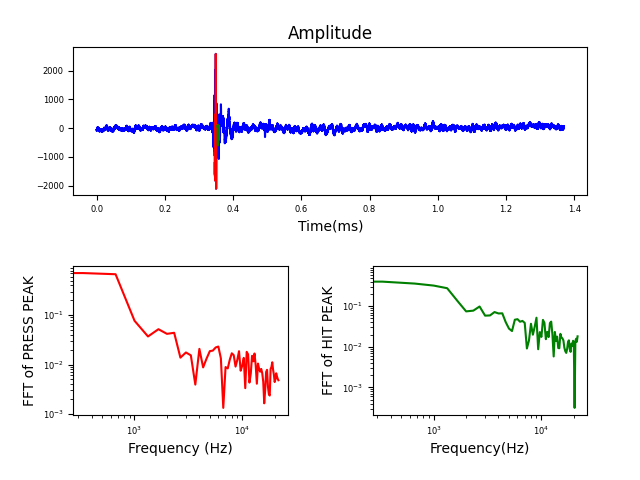 Amplitude
2000
1000
0
−1000
−2000
0.0 0.2 0.4 0.6 0.8 1.0 1.2 1.4
Time(ms)
FFT of PRESS PEAK
10⁻¹
10⁻²
10⁻³
10³ 10⁴
Frequency (Hz)
FFT of HIT PEAK
10⁻¹
10⁻²
10⁻³
10³ 10⁴
Frequency(Hz)